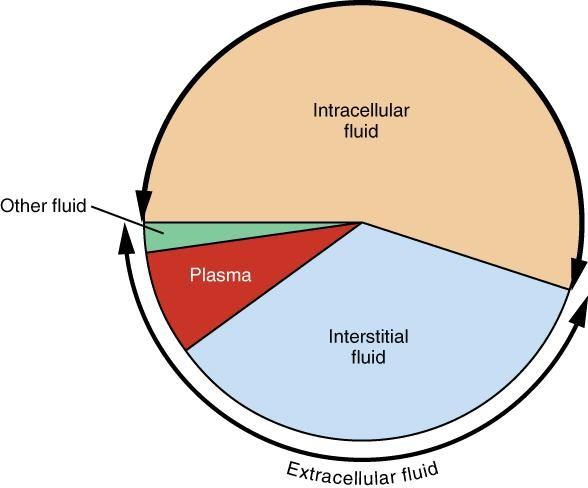 Intracellular
fluid
Other fluid
Plasma
Interstitial
fluid
Extracellular fluid